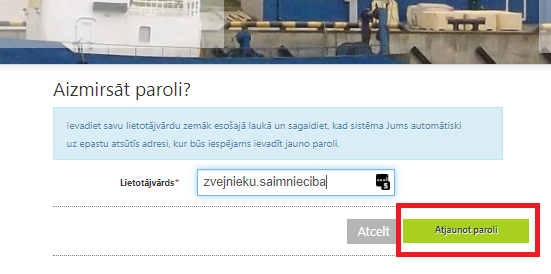 Aizmirsāt paroli?
Ievadiet savu lietotājvārdu zemāk esošajā laukā un sagaidiet, kad sistēma Jums automātiski
uz epastu atsūtīs adresi, kur būs iespējams ievadīt jauno paroli.
Lietotājvārds* zvejnieku.saimnieciba 5
Atcelt Atjaunot paroli